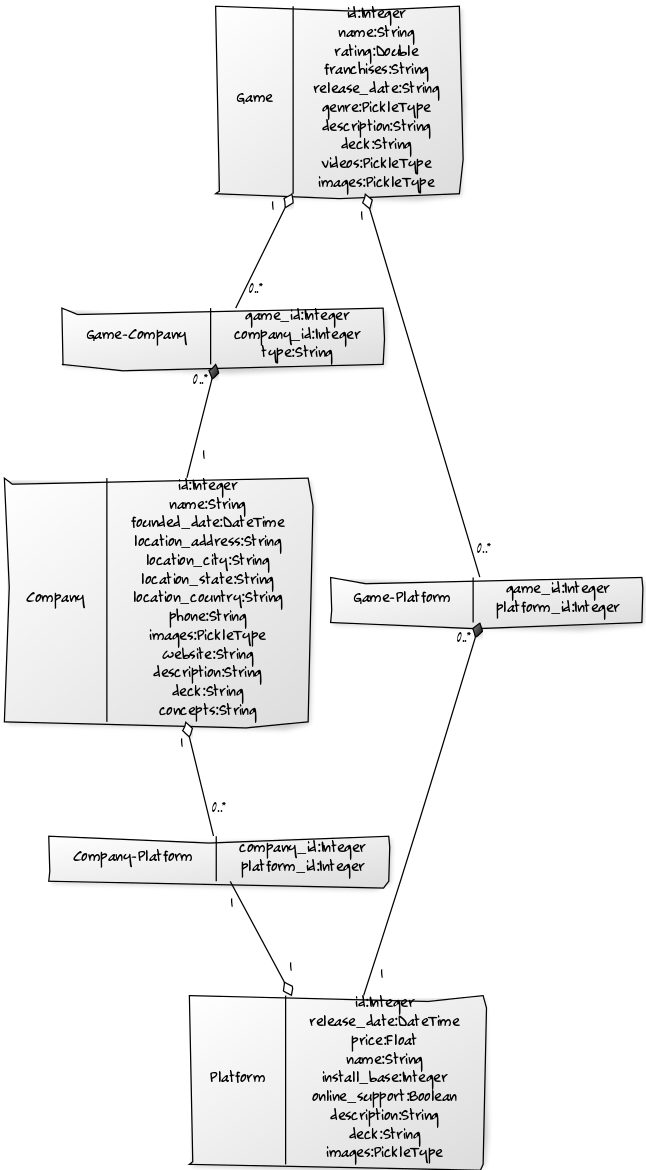 Game
id:Integer
name:String
rating:Double
franchises:String
release_date:String
genre:PickleType
description:String
deck:String
videos:PickleType
images:PickleType
1
1
0..*
Game-Company
game_id:Integer
company_id:Integer
type:String
0..*
1
Company
id:Integer
name:String
founded_date:DateTime
location_address:String
location_city:String
location_state:String
location_country:String
phone:String
images:PickleType
website:String
description:String
deck:String
concepts:String
0..*
Game-Platform
game_id:Integer
platform_id:Integer
0..*
1
0..*
Company-Platform
company_id:Integer
platform_id:Integer
1
1
1
Platform
id:Integer
release_date:DateTime
price:Float
name:String
install_base:Integer
online_support:Boolean
description:String
deck:String
images:PickleType